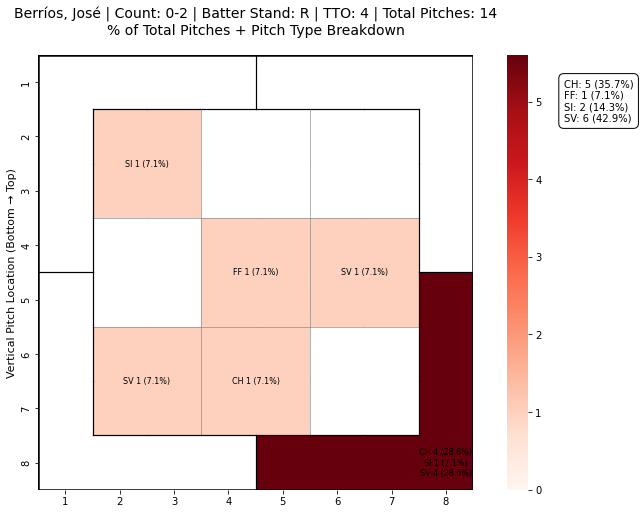 Berríos, José | Count: 0-2 | Batter Stand: R | TTO: 4 | Total Pitches: 14
% of Total Pitches + Pitch Type Breakdown
CH: 5 (35.7%)
FF: 1 (7.1%)
SI: 2 (14.3%)
SV: 6 (42.9%)
Vertical Pitch Location (Bottom → Top)
1
2
3
4
5
6
7
8
SI 1 (7.1%)
FF 1 (7.1%)
SV 1 (7.1%)
SV 1 (7.1%)
CH 1 (7.1%)
CH 4 (28.6%)
SI 1 (7.1%)
SV 4 (28.6%)
1
2
3
4
5
6
7
8
5
4
3
2
1
0